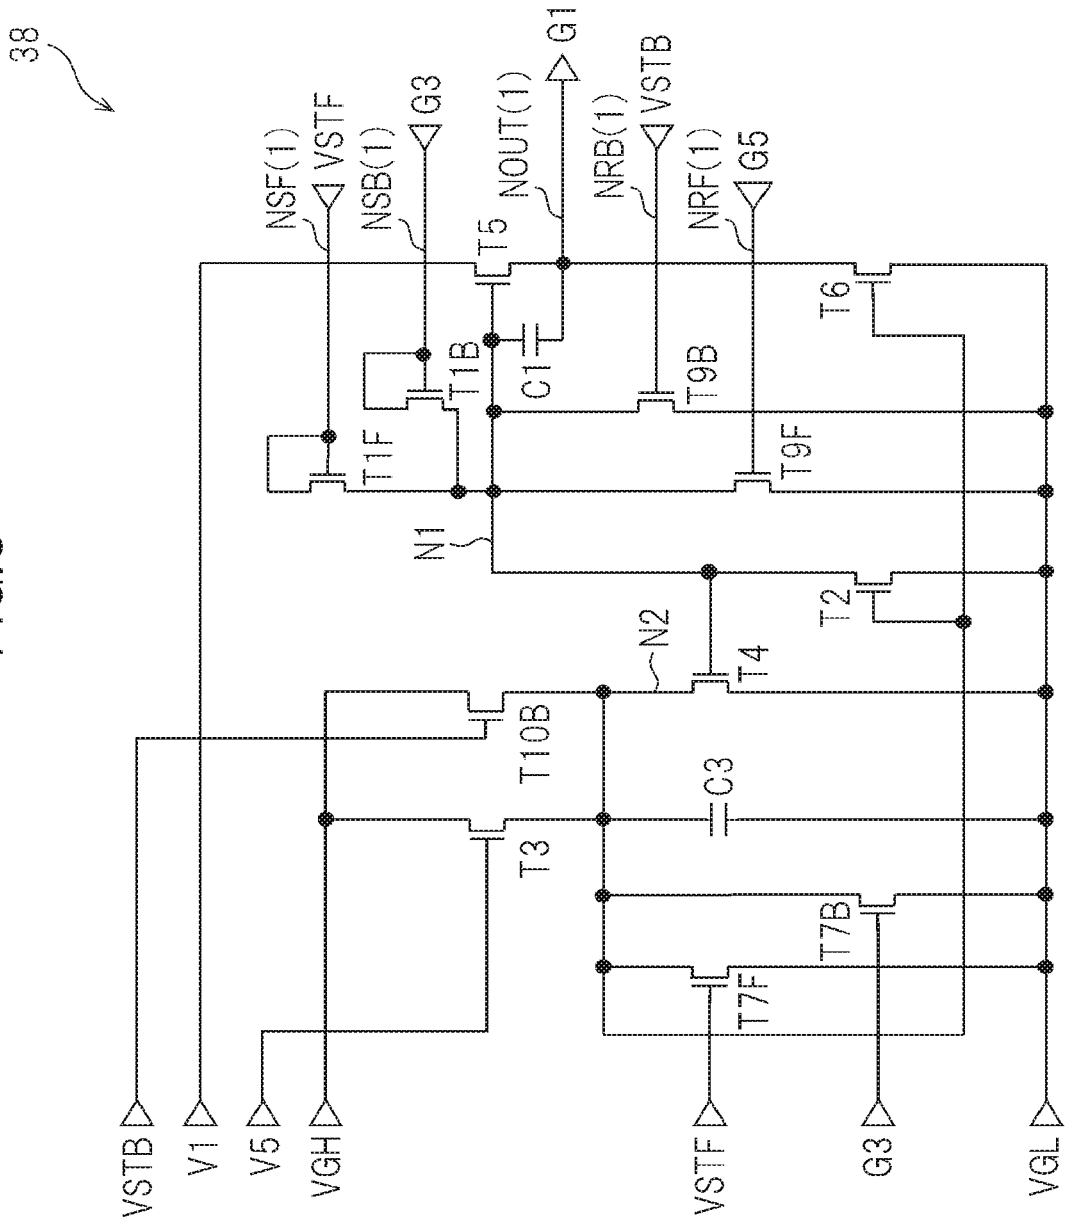 38
NSF(1)
VSTF
NSB(1)
G3
NOUT(1)
G1
NRB(1)
VSTB
NRF(1)
G5
T5
T6
C1
T1B
T9B
T1F
T9F
N1
T2
N2
T4
T10B
C3
T3
T7B
T7F
VSTB
V1
V5
VGH
VSTF
G3
VGL